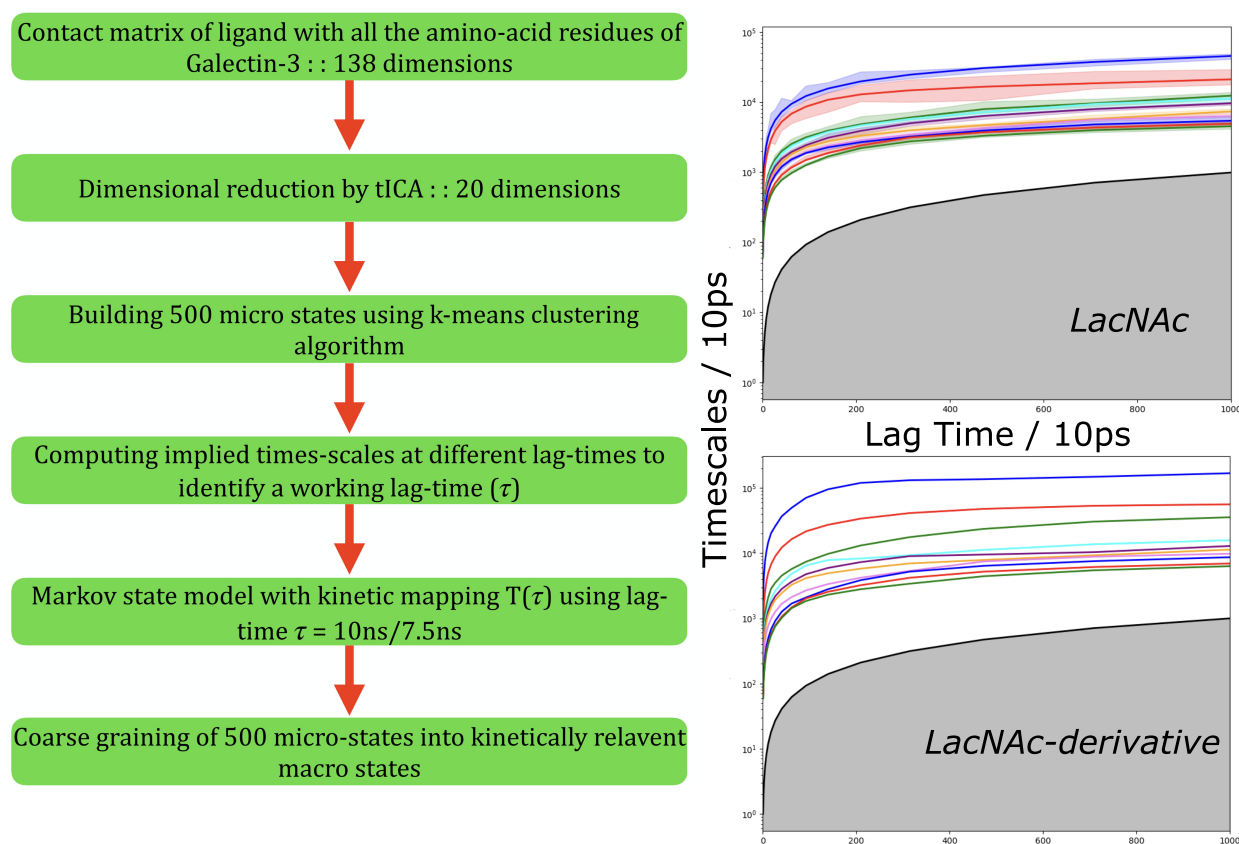 Contact matrix of ligand with all the amino-acid residues of
Galectin-3 : : 138 dimensions
Dimensional reduction by tICA : : 20 dimensions
Building 500 micro states using k-means clustering
algorithm
Computing implied times-scales at different lag-times to
identify a working lag-time (τ)
Markov state model with kinetic mapping T(τ) using lag-
time τ = 10ns/7.5ns
Coarse graining of 500 micro-states into kinetically relavent
macro states
Timescales / 10ps
10⁵
10⁴
10³
10²
10¹
10⁰
LacNAc
0 200 400 600 800 1000
Lag Time / 10ps
10⁵
10⁴
10³
10²
10¹
10⁰
LacNAc-derivative
0 200 400 600 800 1000